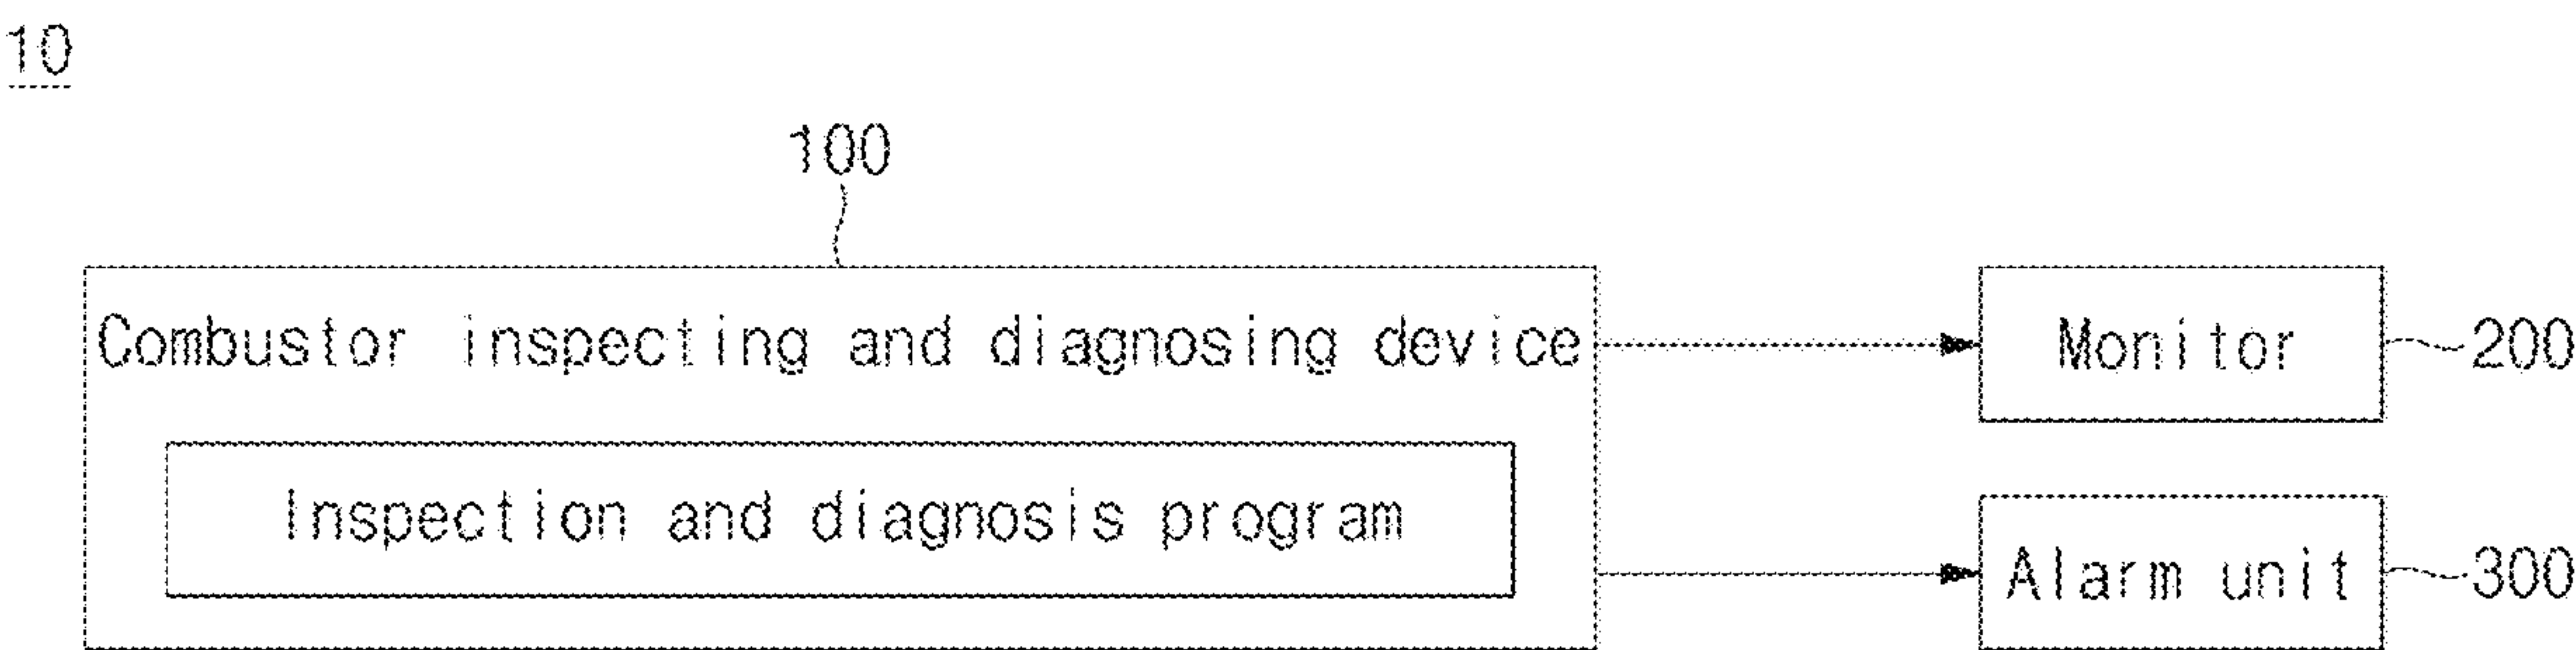 10
100
Combustor inspecting and diagnosing device
Monitor
200
Inspection and diagnosis program
Alarm unit
300